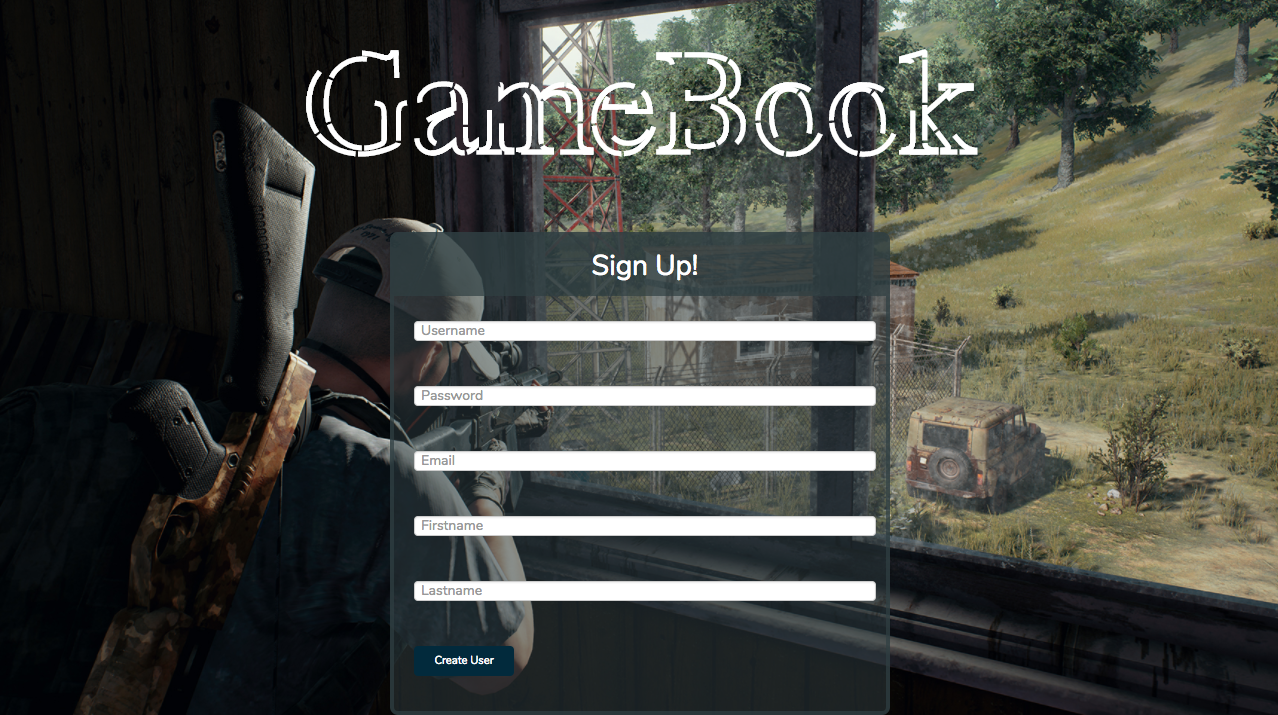 GameBook
Sign Up!
Username
Password
Email
Firstname
Lastname
Create User